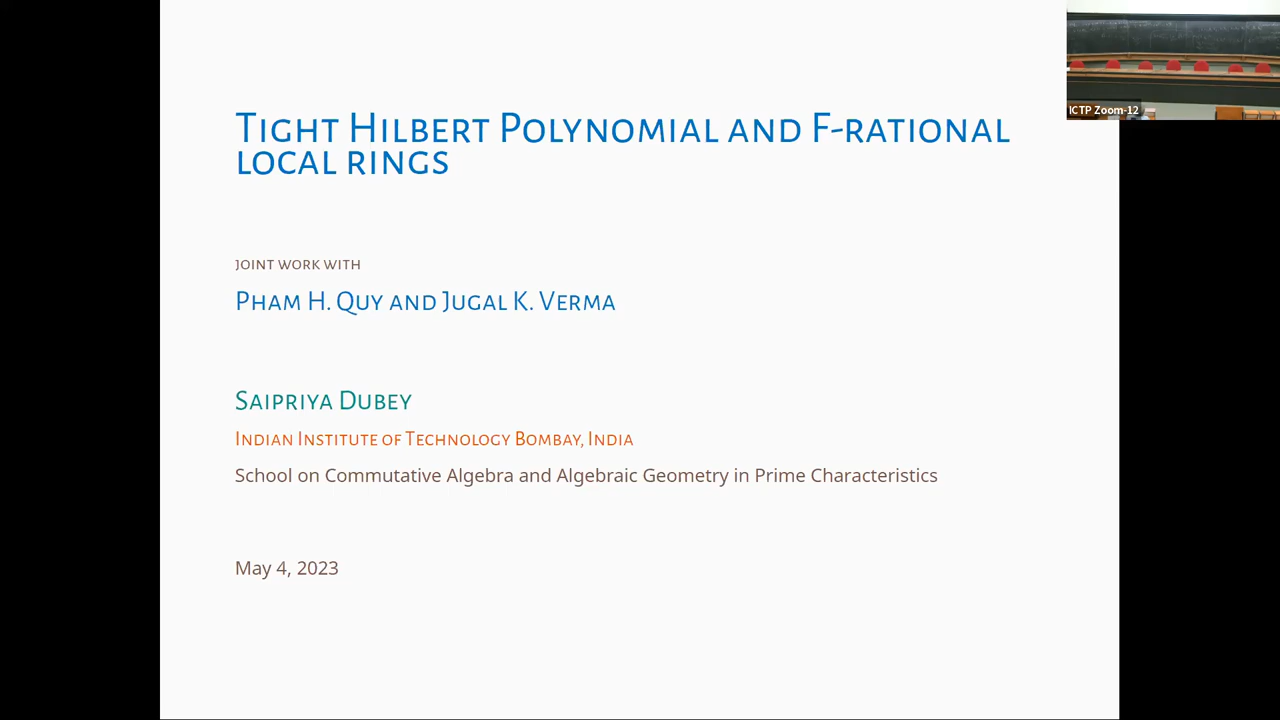 Tight Hilbert Polynomial and F-rational
local rings
joint work with
Pham H. Quy and Jugal K. Verma
Saipriya Dubey
Indian Institute of Technology Bombay, India
School on Commutative Algebra and Algebraic Geometry in Prime Characteristics
May 4, 2023
ICTP Zoom-12